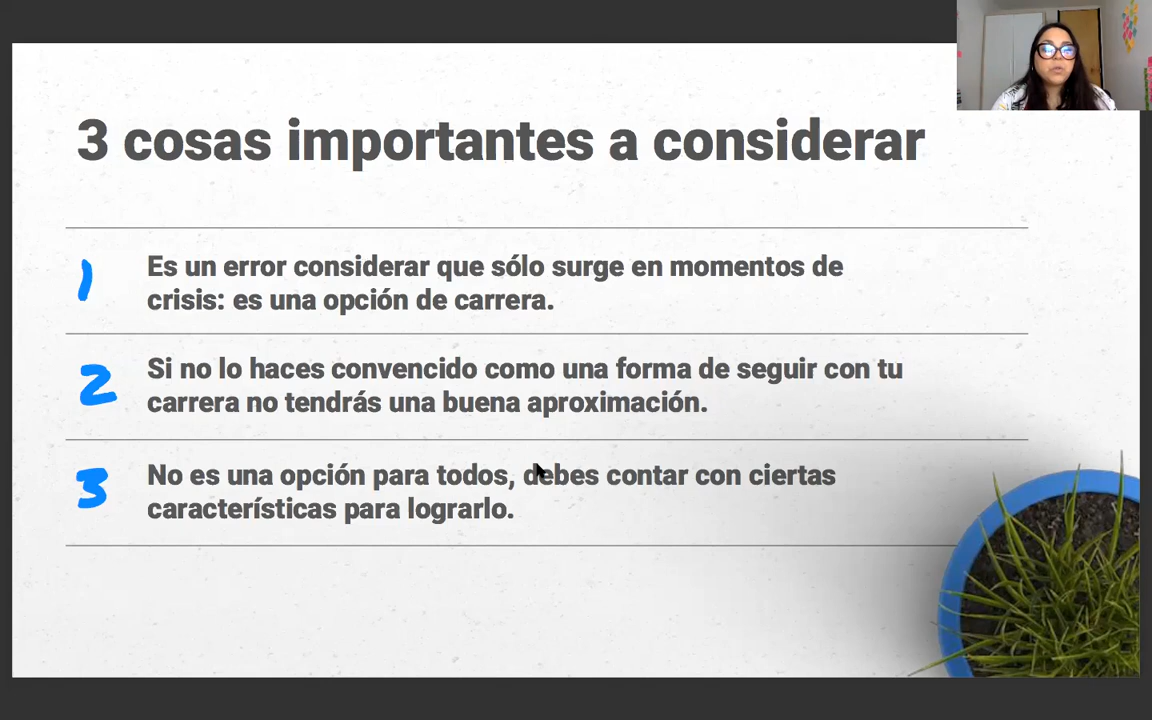 3 cosas importantes a considerar
1
Es un error considerar que sólo surge en momentos de
crisis: es una opción de carrera.
2
Si no lo haces convencido como una forma de seguir con tu
carrera no tendrás una buena aproximación.
3
No es una opción para todos, debes contar con ciertas
características para lograrlo.